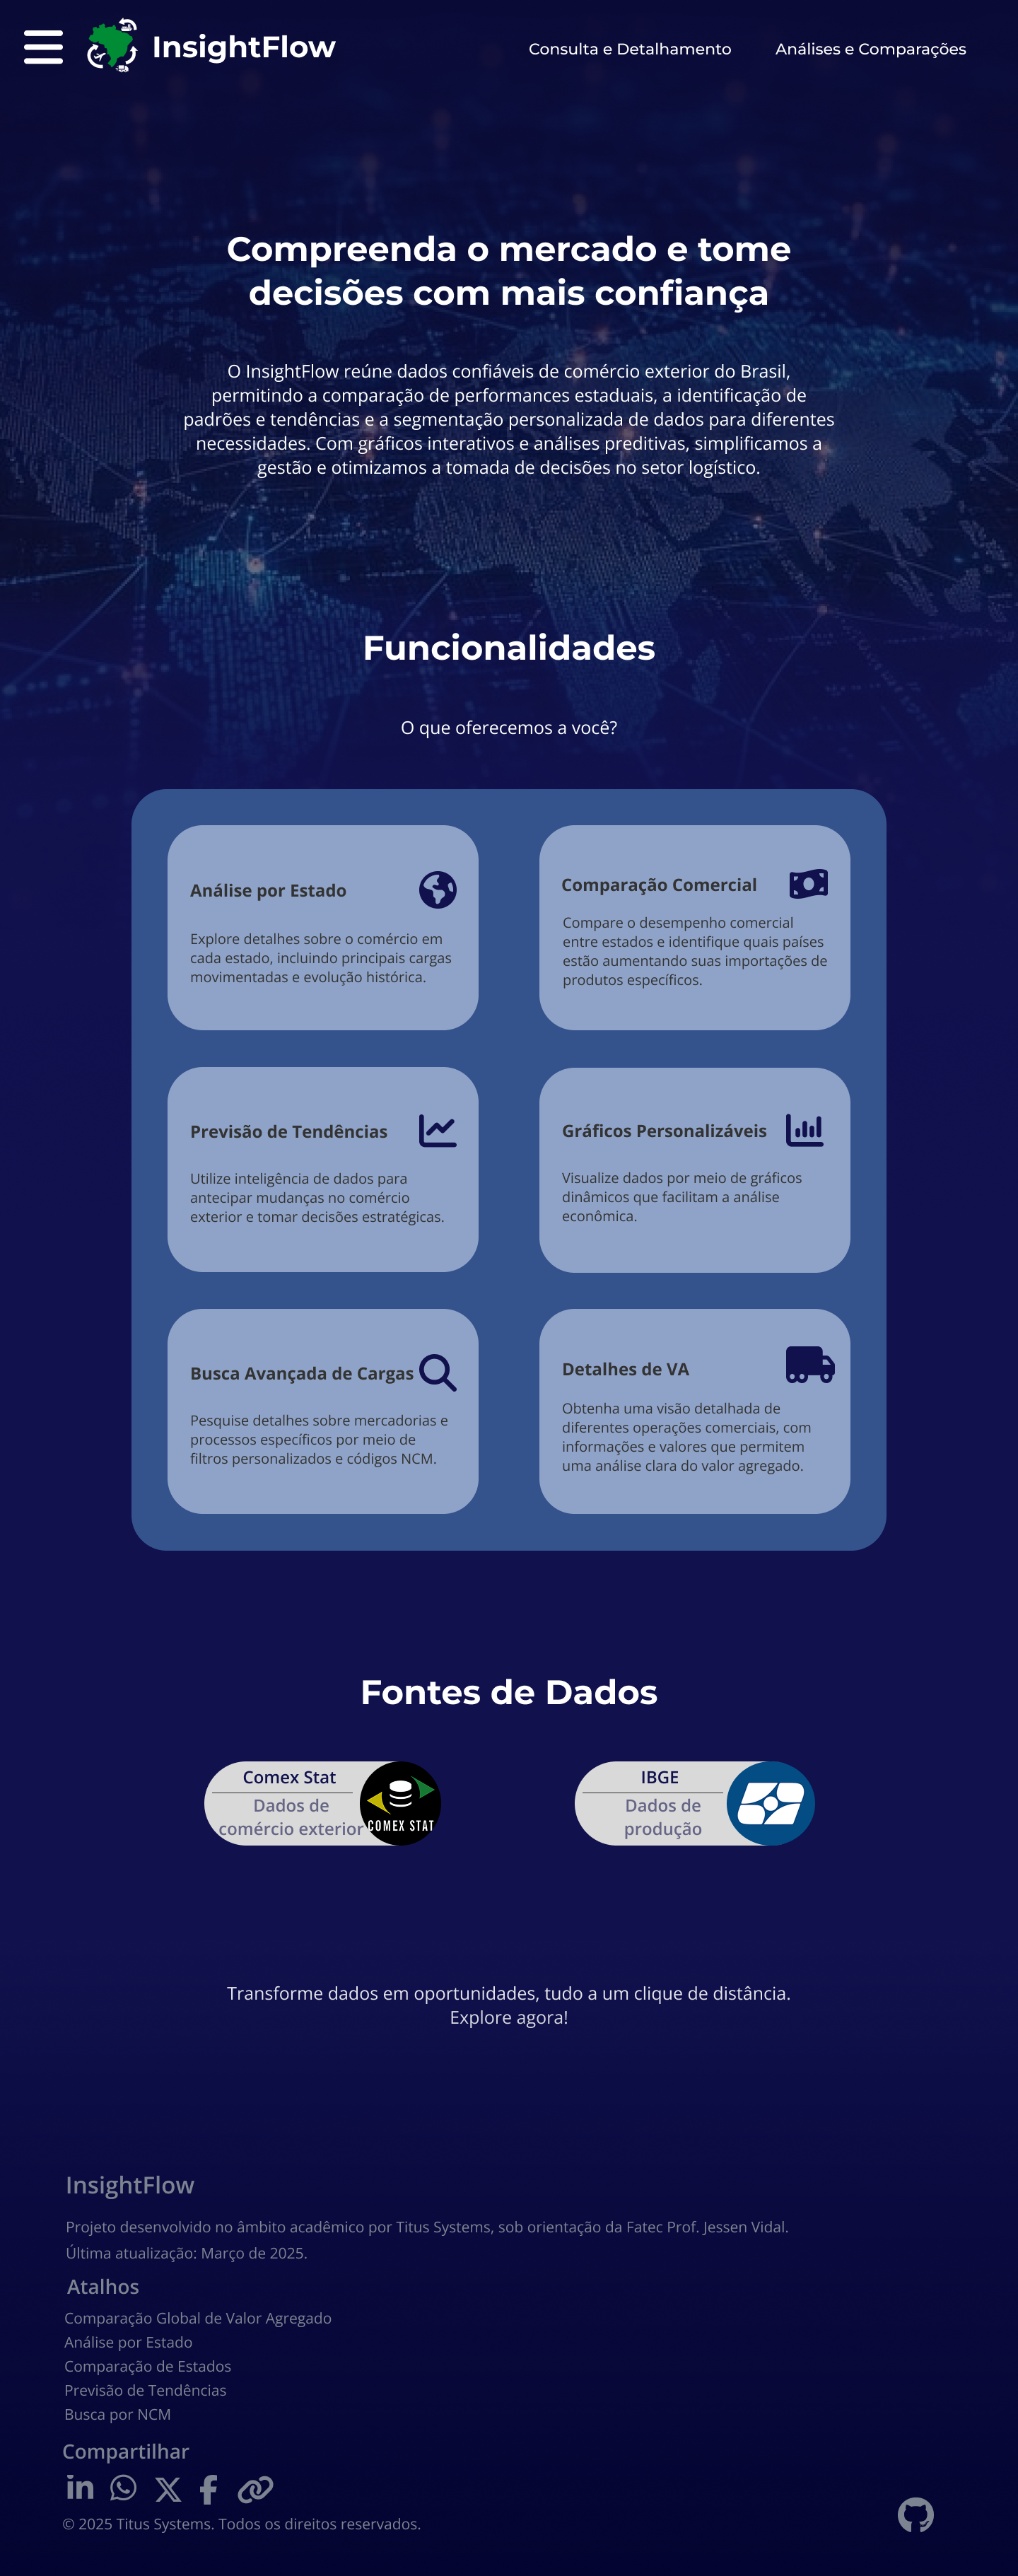 InsightFlow
Consulta e Detalhamento
Análises e Comparações
Compreenda o mercado e tome
decisões com mais confiança
O InsightFlow reúne dados confiáveis de comércio exterior do Brasil,
permitindo a comparação de performances estaduais, a identificação de
padrões e tendências e a segmentação personalizada de dados para diferentes
necessidades. Com gráficos interativos e análises preditivas, simplificamos a
gestão e otimizamos a tomada de decisões no setor logístico.
Funcionalidades
O que oferecemos a você?
Análise por Estado
Explore detalhes sobre o comércio em
cada estado, incluindo principais cargas
movimentadas e evolução histórica.
Comparação Comercial
Compare o desempenho comercial
entre estados e identifique quais países
estão aumentando suas importações de
produtos específicos.
Previsão de Tendências
Utilize inteligência de dados para
antecipar mudanças no comércio
exterior e tomar decisões estratégicas.
Gráficos Personalizáveis
Visualize dados por meio de gráficos
dinâmicos que facilitam a análise
econômica.
Busca Avançada de Cargas
Pesquise detalhes sobre mercadorias e
processos específicos por meio de
filtros personalizados e códigos NCM.
Detalhes de VA
Obtenha uma visão detalhada de
diferentes operações comerciais, com
informações e valores que permitem
uma análise clara do valor agregado.
Fontes de Dados
Comex Stat
Dados de
comércio exterior
COMEX STAT
IBGE
Dados de
produção
Transforme dados em oportunidades, tudo a um clique de distância.
Explore agora!
InsightFlow
Projeto desenvolvido no âmbito acadêmico por Titus Systems, sob orientação da Fatec Prof. Jessen Vidal.
Última atualização: Março de 2025.
Atalhos
Comparação Global de Valor Agregado
Análise por Estado
Comparação de Estados
Previsão de Tendências
Busca por NCM
Compartilhar
© 2025 Titus Systems. Todos os direitos reservados.